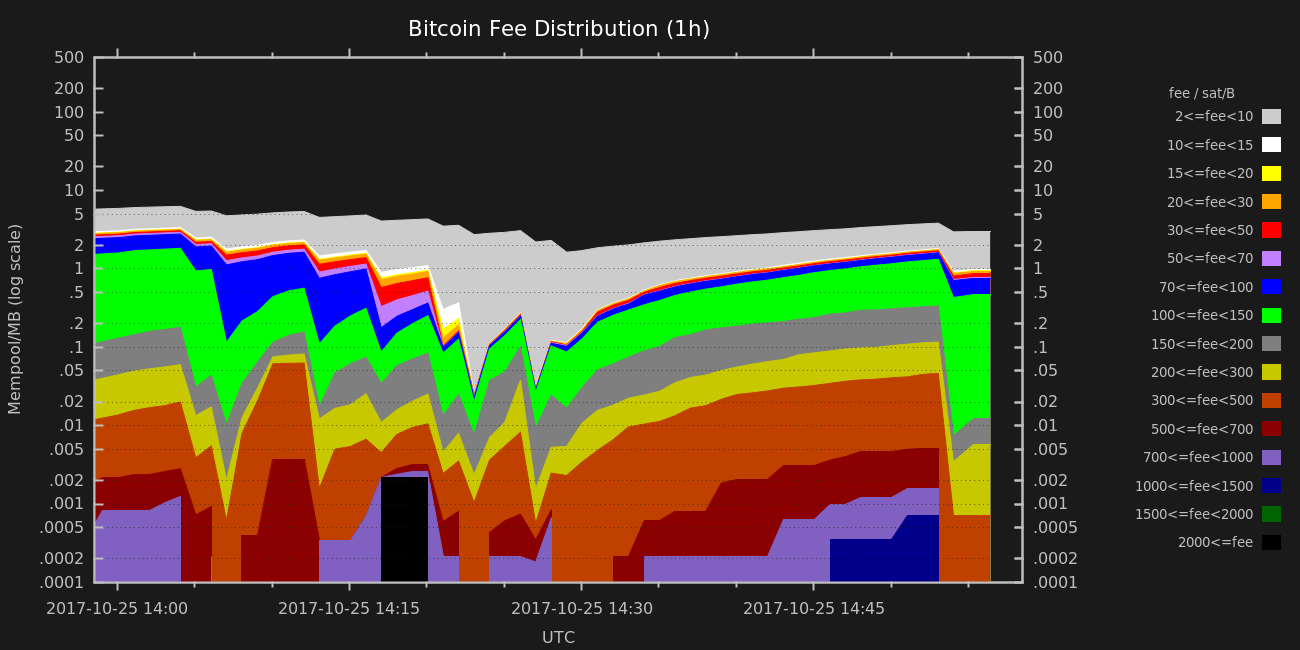 Bitcoin Fee Distribution (1h)
500 500
200 200
100 100
50 50
20 20
10 10
5 5
2 2
1 1
.5 .5
.2 .2
.1 .1
.05 .05
.02 .02
.01 .01
.005 .005
.002 .002
.001 .001
.0005 .0005
.0002 .0002
.0001 .0001
Mempool/MB (log scale)
2017-10-25 14:00 2017-10-25 14:15 2017-10-25 14:30 2017-10-25 14:45
UTC
fee / sat/B
2<=fee<10
10<=fee<15
15<=fee<20
20<=fee<30
30<=fee<50
50<=fee<70
70<=fee<100
100<=fee<150
150<=fee<200
200<=fee<300
300<=fee<500
500<=fee<700
700<=fee<1000
1000<=fee<1500
1500<=fee<2000
2000<=fee